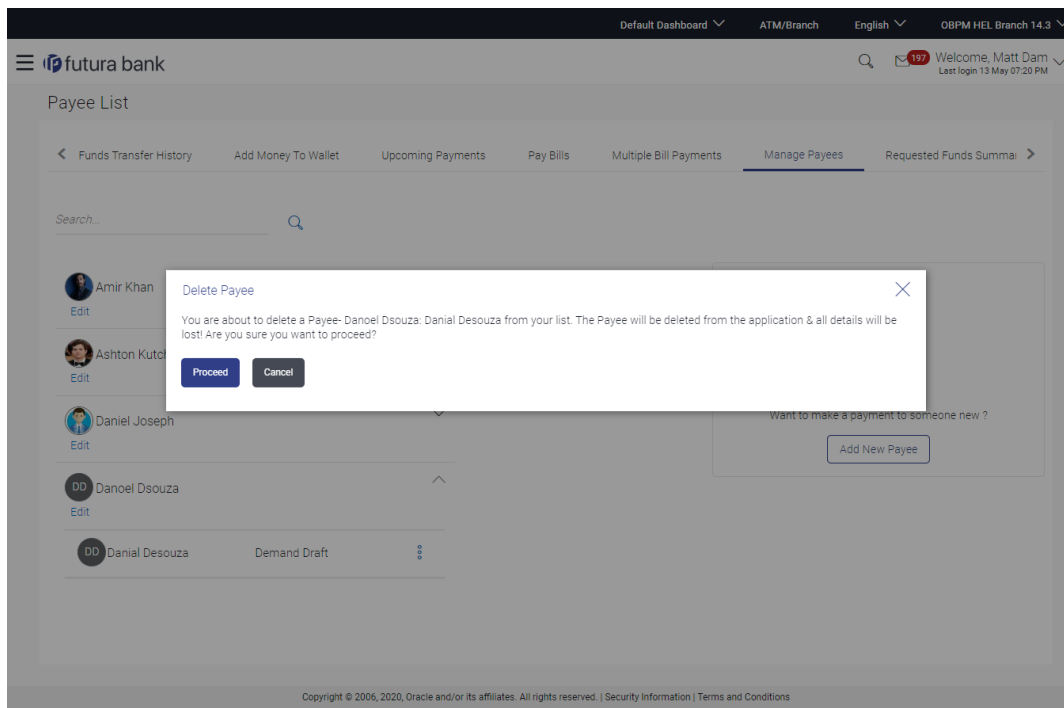 Default Dashboard ATM/Branch English OBPM HEL Branch 14.3
futura bank 197 Welcome, Matt Dam
Last login 13 May 07:20 PM
Payee List
Funds Transfer History Add Money To Wallet Upcoming Payments Pay Bills Multiple Bill Payments Manage Payees Requested Funds Summar
Search...
Amir Khan
Edit
Delete Payee
You are about to delete a Payee- Danoel Dsouza: Danial Desouza from your list. The Payee will be deleted from the application & all details will be
lost! Are you sure you want to proceed?
Proceed Cancel
Ashton Kutch
Edit
Daniel Joseph
Edit
Want to make a payment to someone new ?
Add New Payee
DD Danoel Dsouza
Edit
DD Danial Desouza Demand Draft
Copyright © 2006, 2020, Oracle and/or its affiliates. All rights reserved. | Security Information | Terms and Conditions